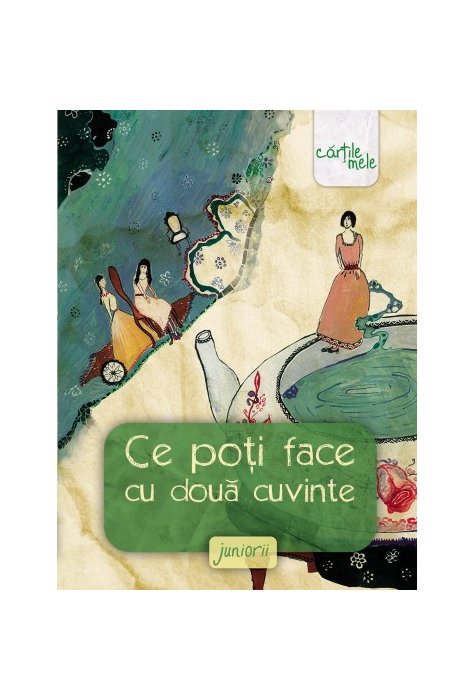 cărțile
mele
Ce poți face
cu două cuvinte
juniorii